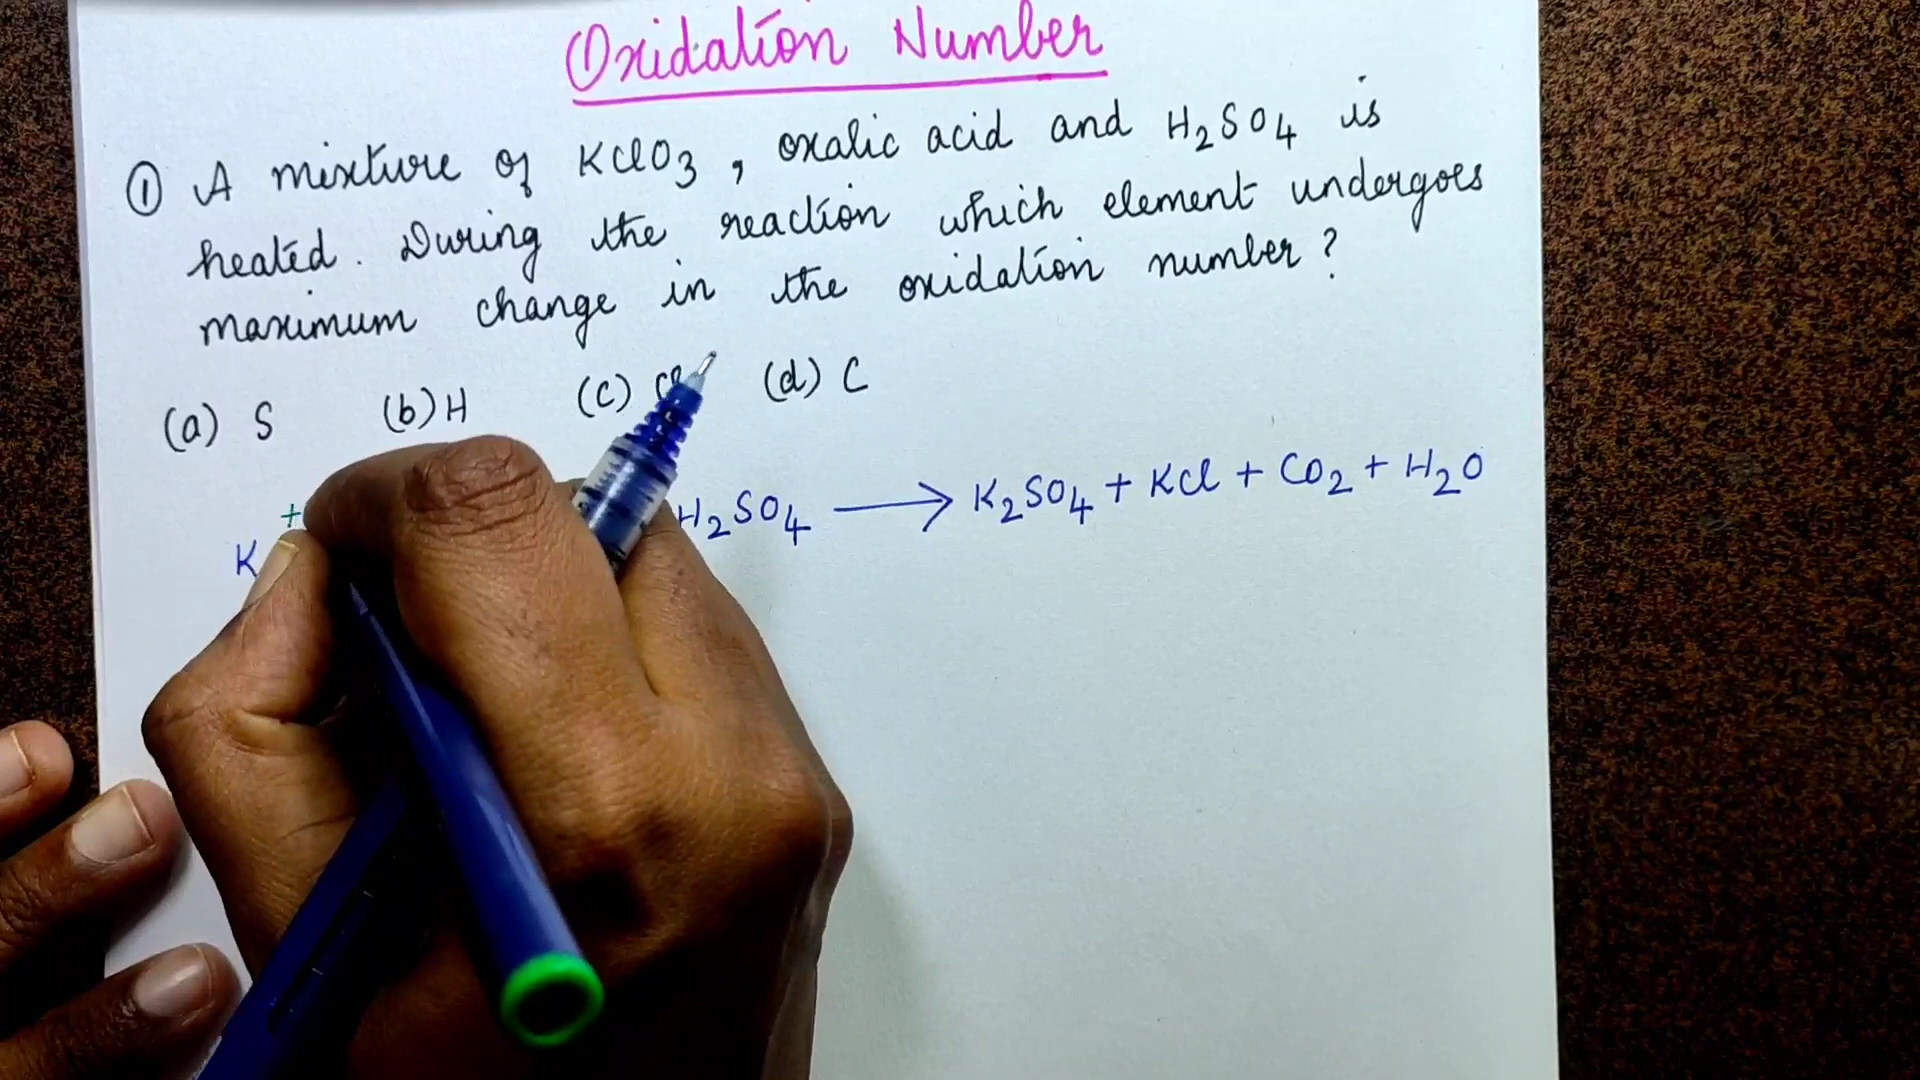 Oxidation Number
① A mixture of KClO3, oxalic acid and H2SO4 is
heated. During the reaction which element undergoes
maximum change in the oxidation number?
(a) S (b) H (c) (d) C
+
K H2SO4 ⟶ K2SO4 + KCl + CO2 + H2O